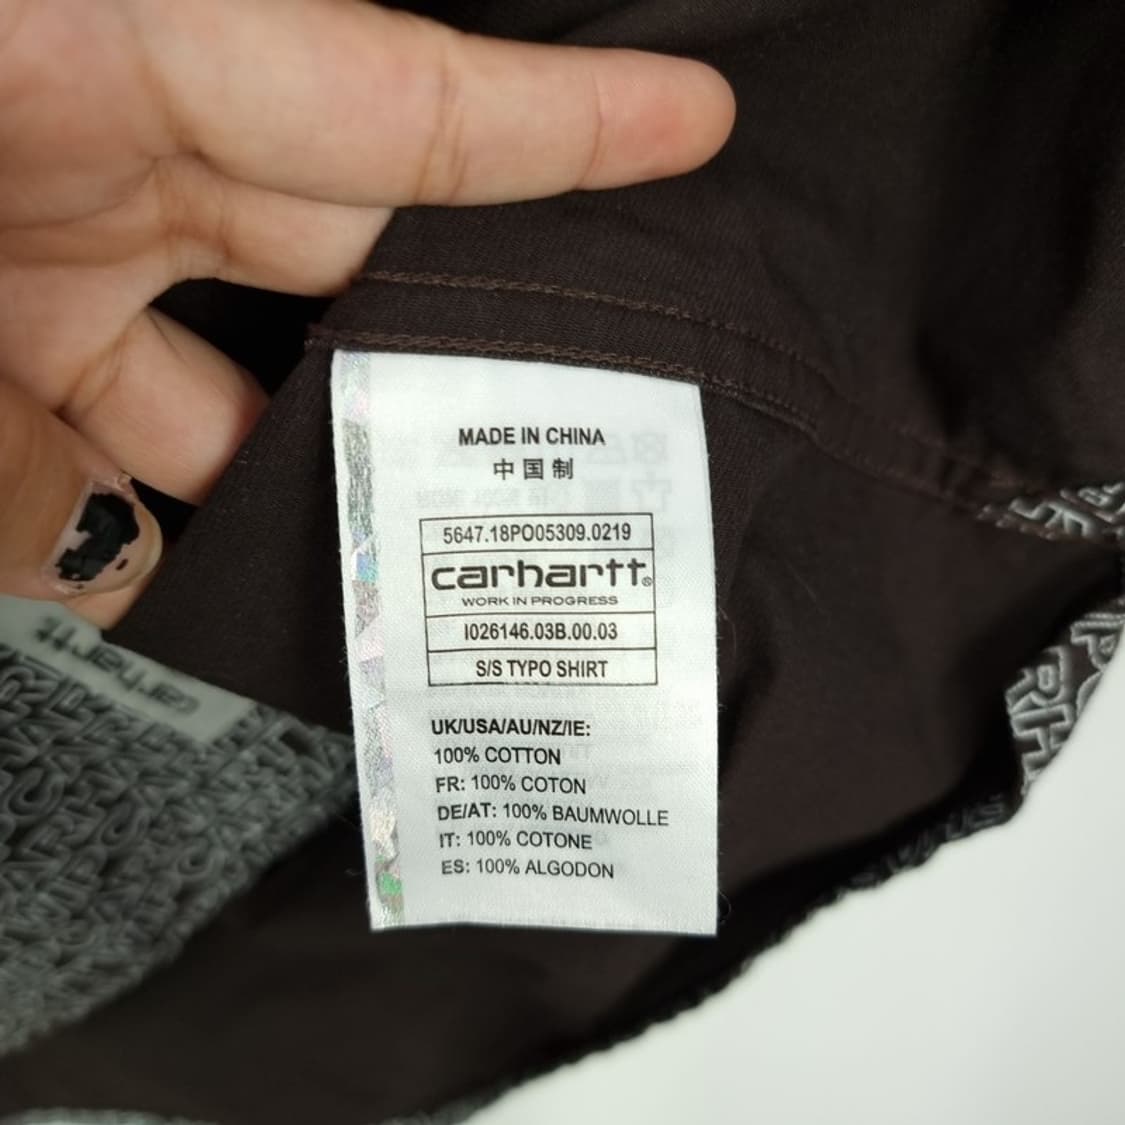 MADE IN CHINA
中国制
5647.18PO05309.0219
carhartt®
WORK IN PROGRESS
I026146.03B.00.03
S/S TYPO SHIRT
UK/USA/AU/NZ/IE:
100% COTTON
FR: 100% COTON
DE/AT: 100% BAUMWOLLE
IT: 100% COTONE
ES: 100% ALGODON
carhartt